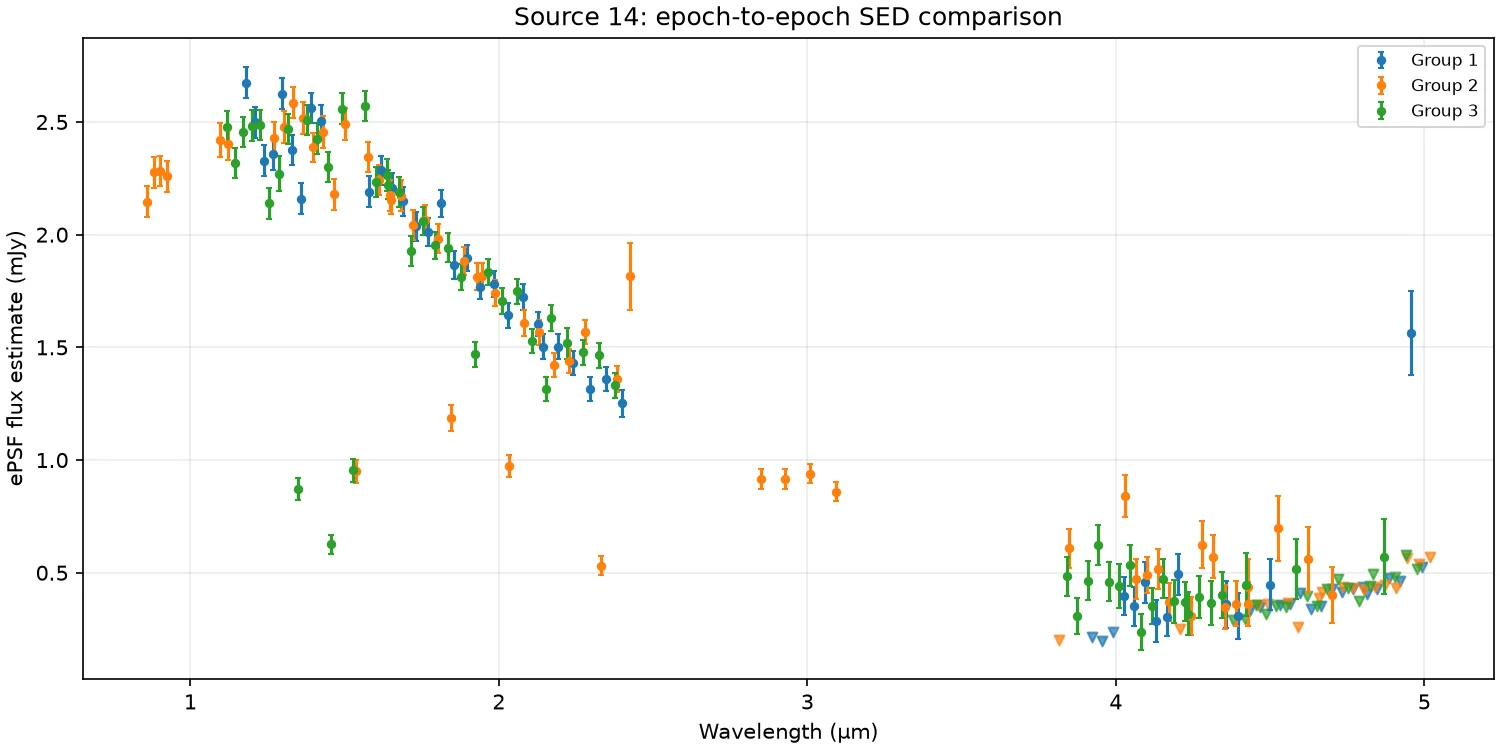 Source 14: epoch-to-epoch SED comparison
ePSF flux estimate (mJy)
2.5
2.0
1.5
1.0
0.5
Group 1
Group 2
Group 3
1 2 3 4 5
Wavelength (μm)